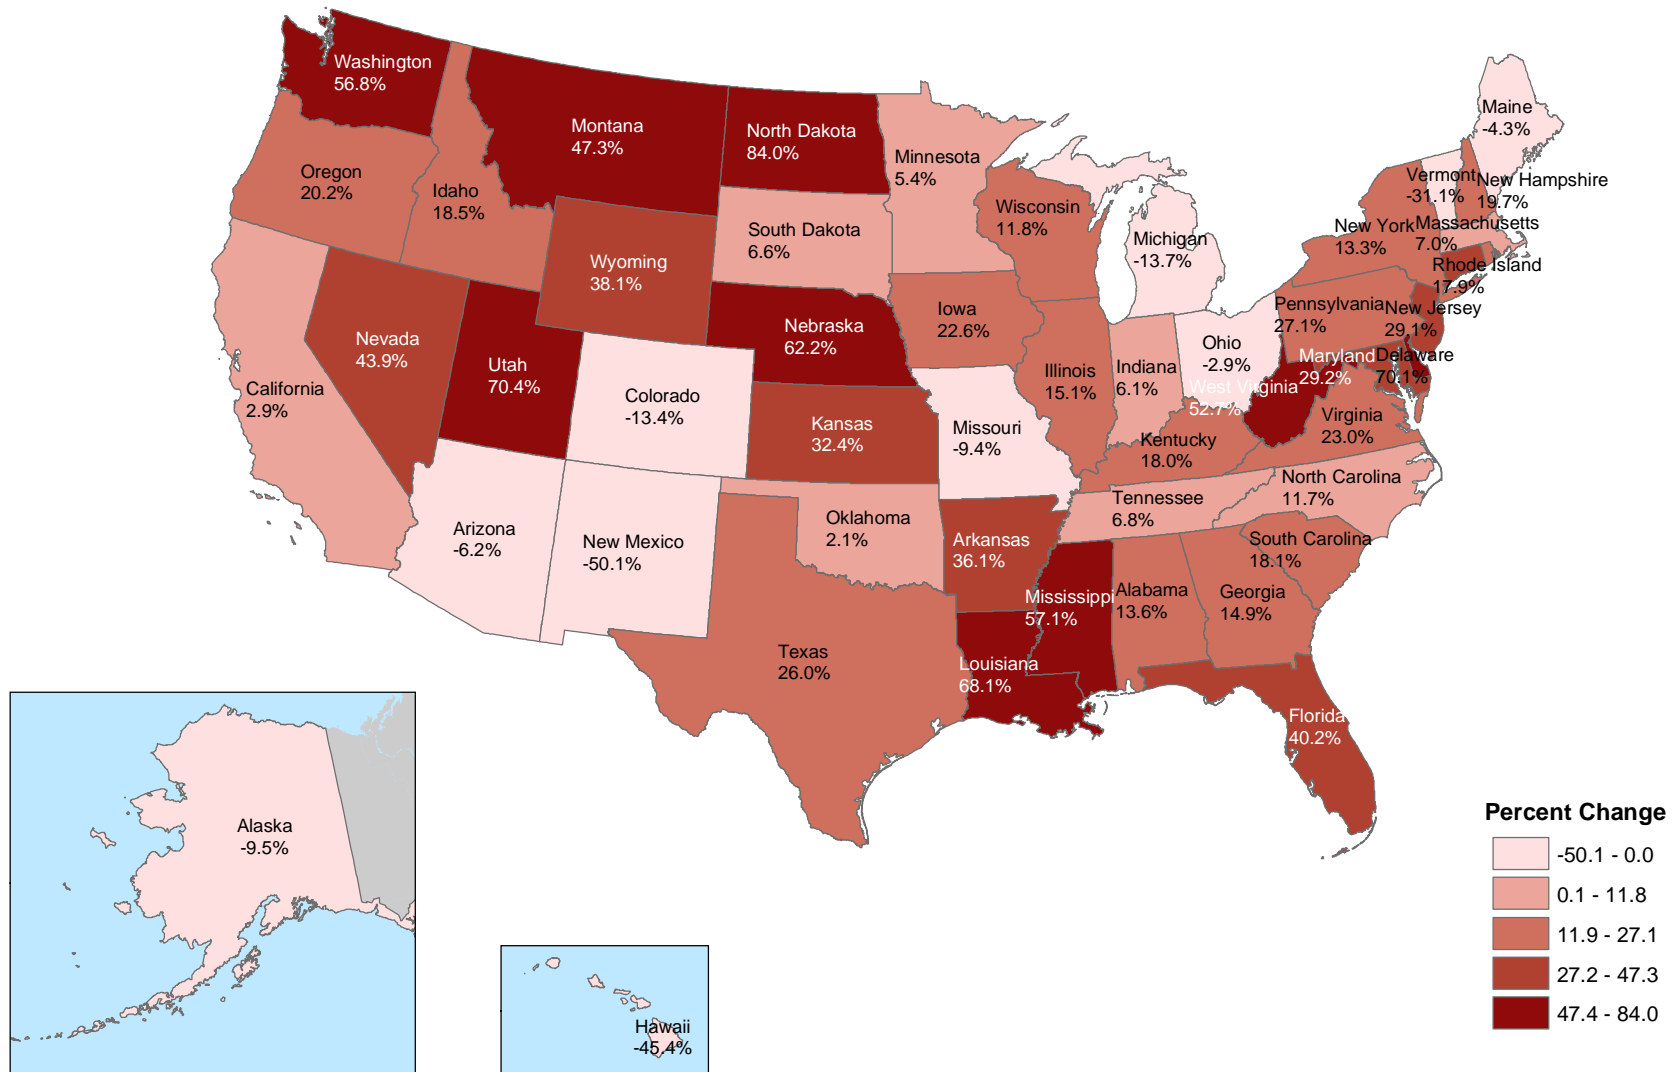 Washington
56.8%
Montana
47.3%
North Dakota
84.0%
Minnesota
5.4%
Maine
-4.3%
Oregon
20.2%
Idaho
18.5%
Wisconsin
11.8%
Vermont
-31.1%
New Hampshire
19.7%
South Dakota
6.6%
Michigan
-13.7%
New York
13.3%
Massachusetts
7.0%
Wyoming
38.1%
Rhode Island
17.9%
Iowa
22.6%
Pennsylvania
27.1%
New Jersey
29.1%
Nebraska
62.2%
Nevada
43.9%
Utah
70.4%
Ohio
-2.9%
Maryland
29.2%
Delaware
70.1%
California
2.9%
Colorado
-13.4%
Illinois
15.1%
Indiana
6.1%
West Virginia
52.7%
Kansas
32.4%
Missouri
-9.4%
Kentucky
18.0%
Virginia
23.0%
Arizona
-6.2%
New Mexico
-50.1%
Oklahoma
2.1%
Tennessee
6.8%
North Carolina
11.7%
Arkansas
36.1%
South Carolina
18.1%
Mississippi
57.1%
Alabama
13.6%
Georgia
14.9%
Texas
26.0%
Louisiana
68.1%
Florida
40.2%
Alaska
-9.5%
Hawaii
-45.4%
Percent Change
-50.1 - 0.0
0.1 - 11.8
11.9 - 27.1
27.2 - 47.3
47.4 - 84.0